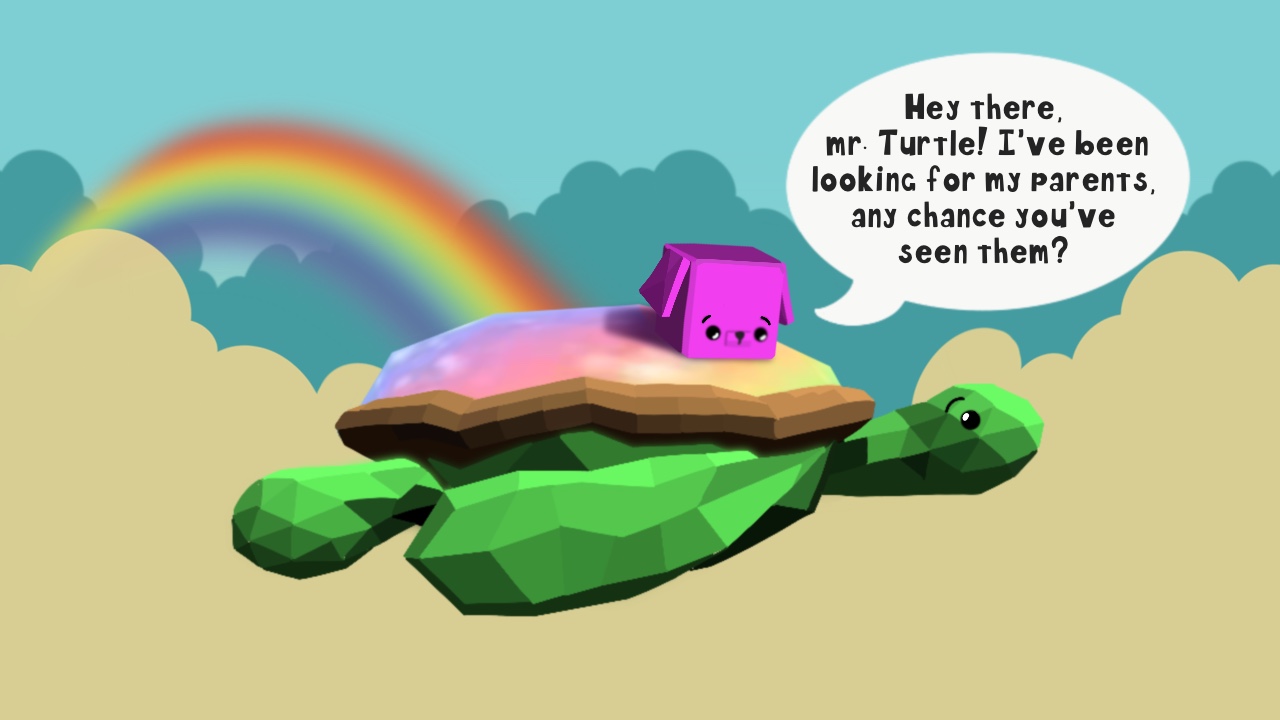 Hey there,
mr. Turtle! I've been
looking for my parents,
any chance you've
seen them?